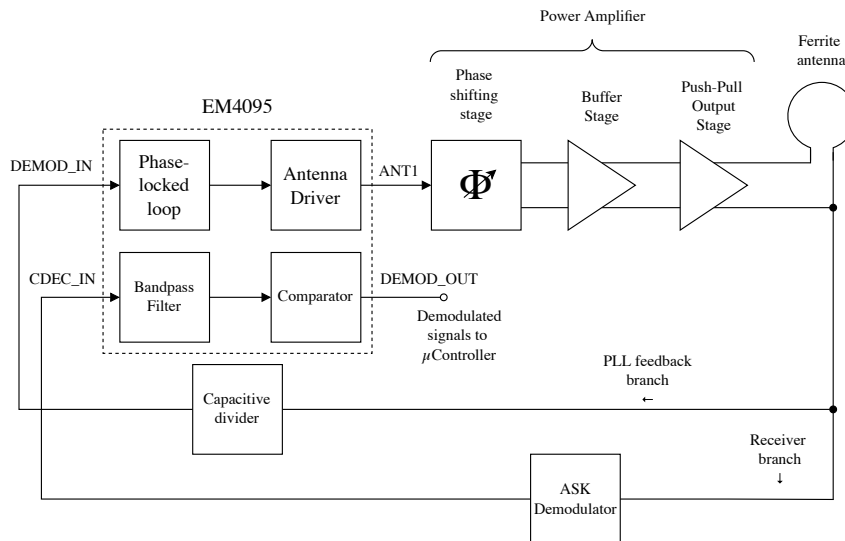 Power Amplifier
Ferrite
antenna
Phase
shifting
stage
Buffer
Stage
Push-Pull
Output
Stage
EM4095
DEMOD_IN
Phase-
locked
loop
Antenna
Driver
ANT1
Φ
CDEC_IN
Bandpass
Filter
Comparator
DEMOD_OUT
Demodulated
signals to
µController
PLL feedback
branch
←
Capacitive
divider
Receiver
branch
↓
ASK
Demodulator